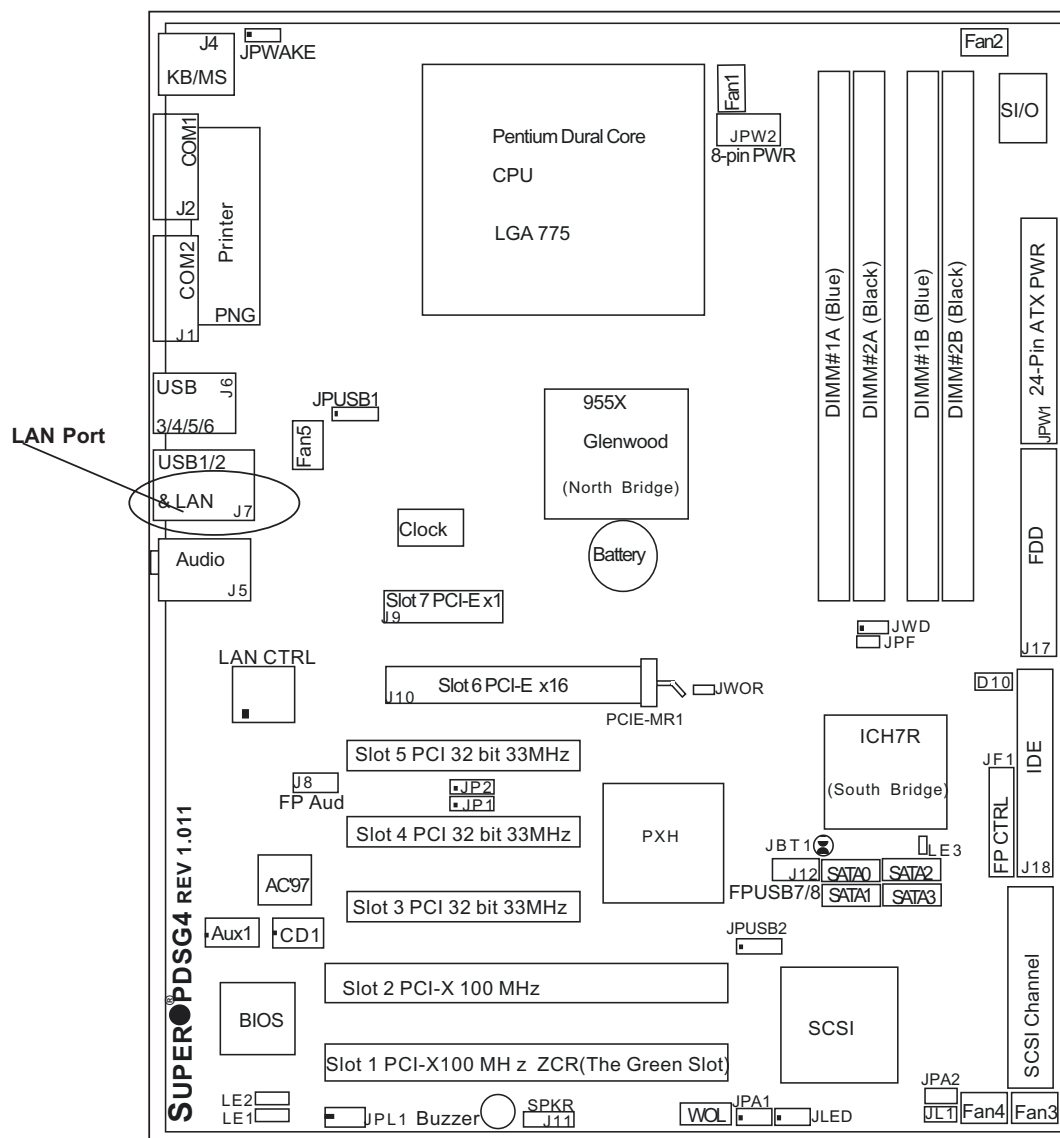 J4
KB/MS
JPWAKE
Fan2
Fan1
JPW2
8-pin PWR
SI/O
Pentium Dural Core
CPU
LGA 775
COM1
J2
Printer
COM2
J1
PNG
DIMM#1A (Blue)
DIMM#2A (Black)
DIMM#1B (Blue)
DIMM#2B (Black)
24-Pin ATX PWR
JPW1
USB
J6
3/4/5/6
JPUSB1
Fan5
LAN Port
USB1/2
& LAN
J7
955X
Glenwood
(North Bridge)
Clock
Battery
Audio
J5
FDD
J17
Slot 7 PCI-E x1
J9
JWD
JPF
LAN CTRL
Slot 6 PCI-E x16
J10
JWOR
PCIE-MR1
D10
ICH7R
(South Bridge)
JF1
FP CTRL
IDE
J18
Slot 5 PCI 32 bit 33MHz
J8
FP Aud
JP2
JP1
Slot 4 PCI 32 bit 33MHz
PXH
JBT1
LE3
J12
FPUSB7/8
SATA0
SATA2
SATA1
SATA3
AC'97
Slot 3 PCI 32 bit 33MHz
Aux1
CD1
JPUSB2
Slot 2 PCI-X 100 MHz
BIOS
SCSI
SCSI Channel
SUPER®PDSG4 REV 1.011
Slot 1 PCI-X100 MH z ZCR(The Green Slot)
LE2
LE1
JPL1
Buzzer
SPKR
J11
WOL
JPA1
JLED
JPA2
JL1
Fan4
Fan3